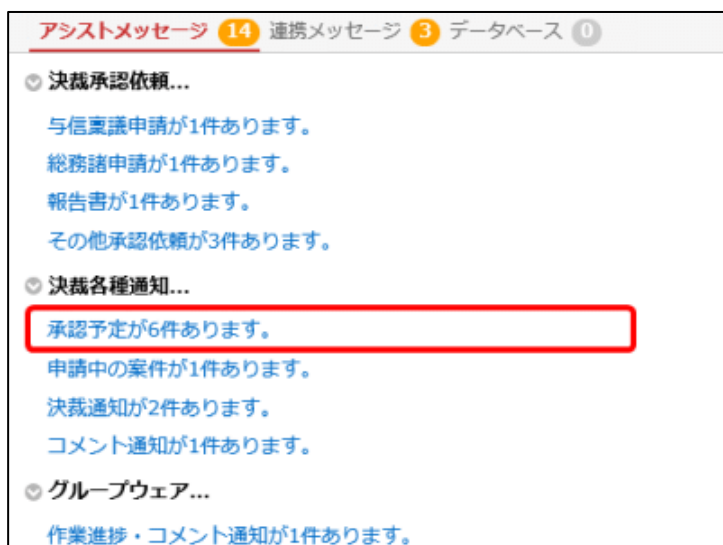 アシストメッセージ 14 連携メッセージ 3 データベース 0
決裁承認依頼...
与信稟議申請が1件あります。
総務諸申請が1件あります。
報告書が1件あります。
その他承認依頼が3件あります。
決裁各種通知...
承認予定が6件あります。
申請中の案件が1件あります。
決裁通知が2件あります。
コメント通知が1件あります。
グループウェア...
作業進捗・コメント通知が1件あります。